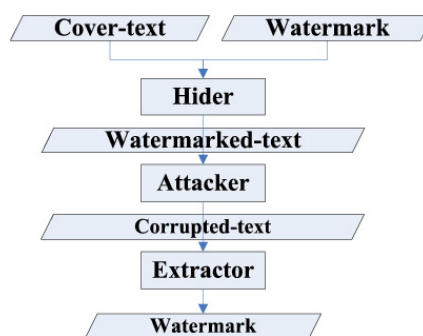 Cover-text
Watermark
Hider
Watermarked-text
Attacker
Corrupted-text
Extractor
Watermark